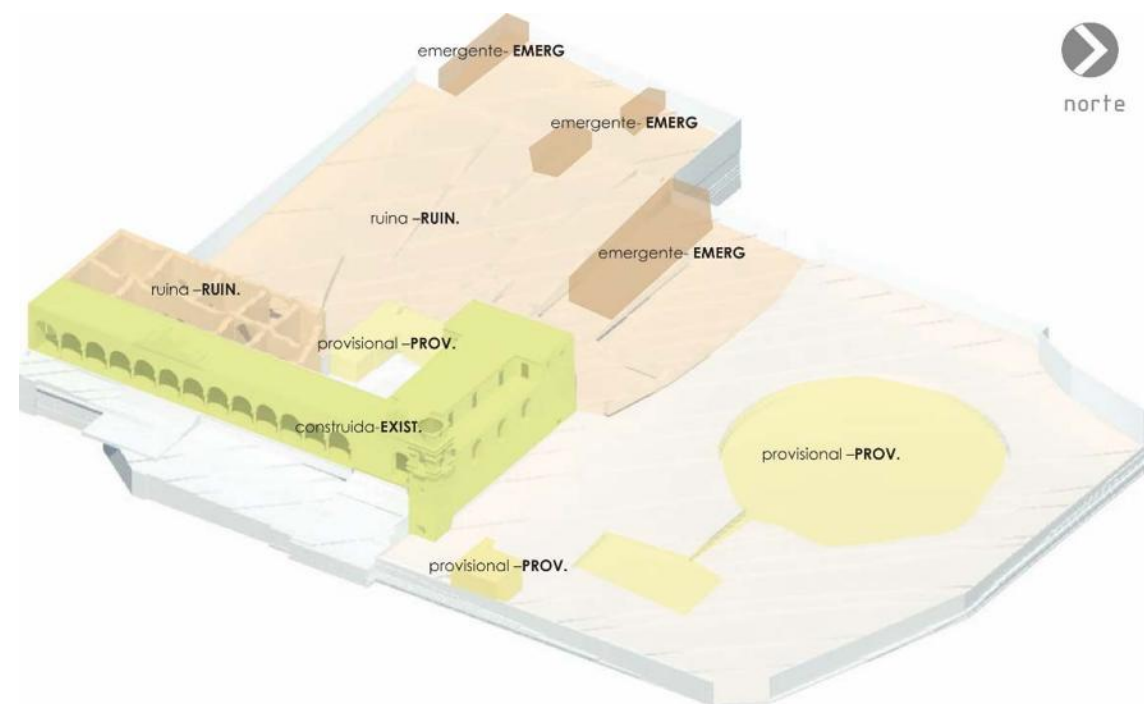 emergente- EMERG
norte
emergente- EMERG
ruina –RUIN.
emergente- EMERG
ruina –RUIN.
provisional –PROV.
construida-EXIST.
provisional –PROV.
provisional –PROV.